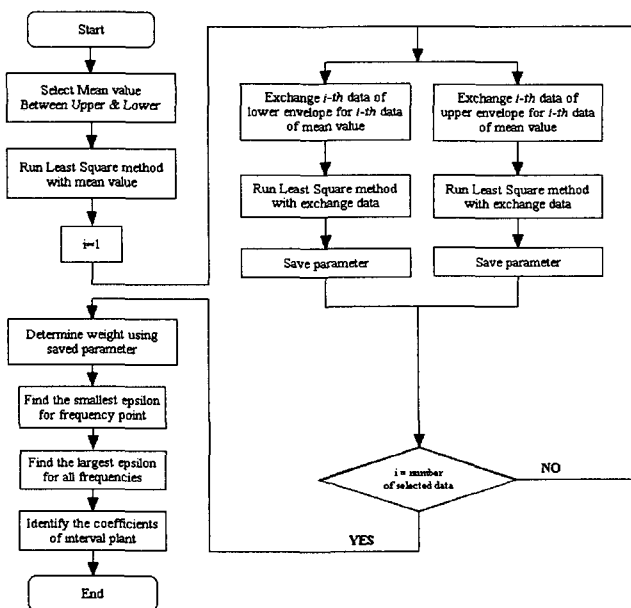 Start
Select Mean value
Between Upper & Lower
Run Least Square method
with mean value
i=1
Exchange i-th data of
lower envelope for i-th data
of mean value
Run Least Square method
with exchange data
Save parameter
Exchange i-th data of
upper envelope for i-th data
of mean value
Run Least Square method
with exchange data
Save parameter
i = number
of selected data
NO
YES
Determine weight using
saved parameter
Find the smallest epsilon
for frequency point
Find the largest epsilon
for all frequencies
Identify the coefficients
of interval plant
End